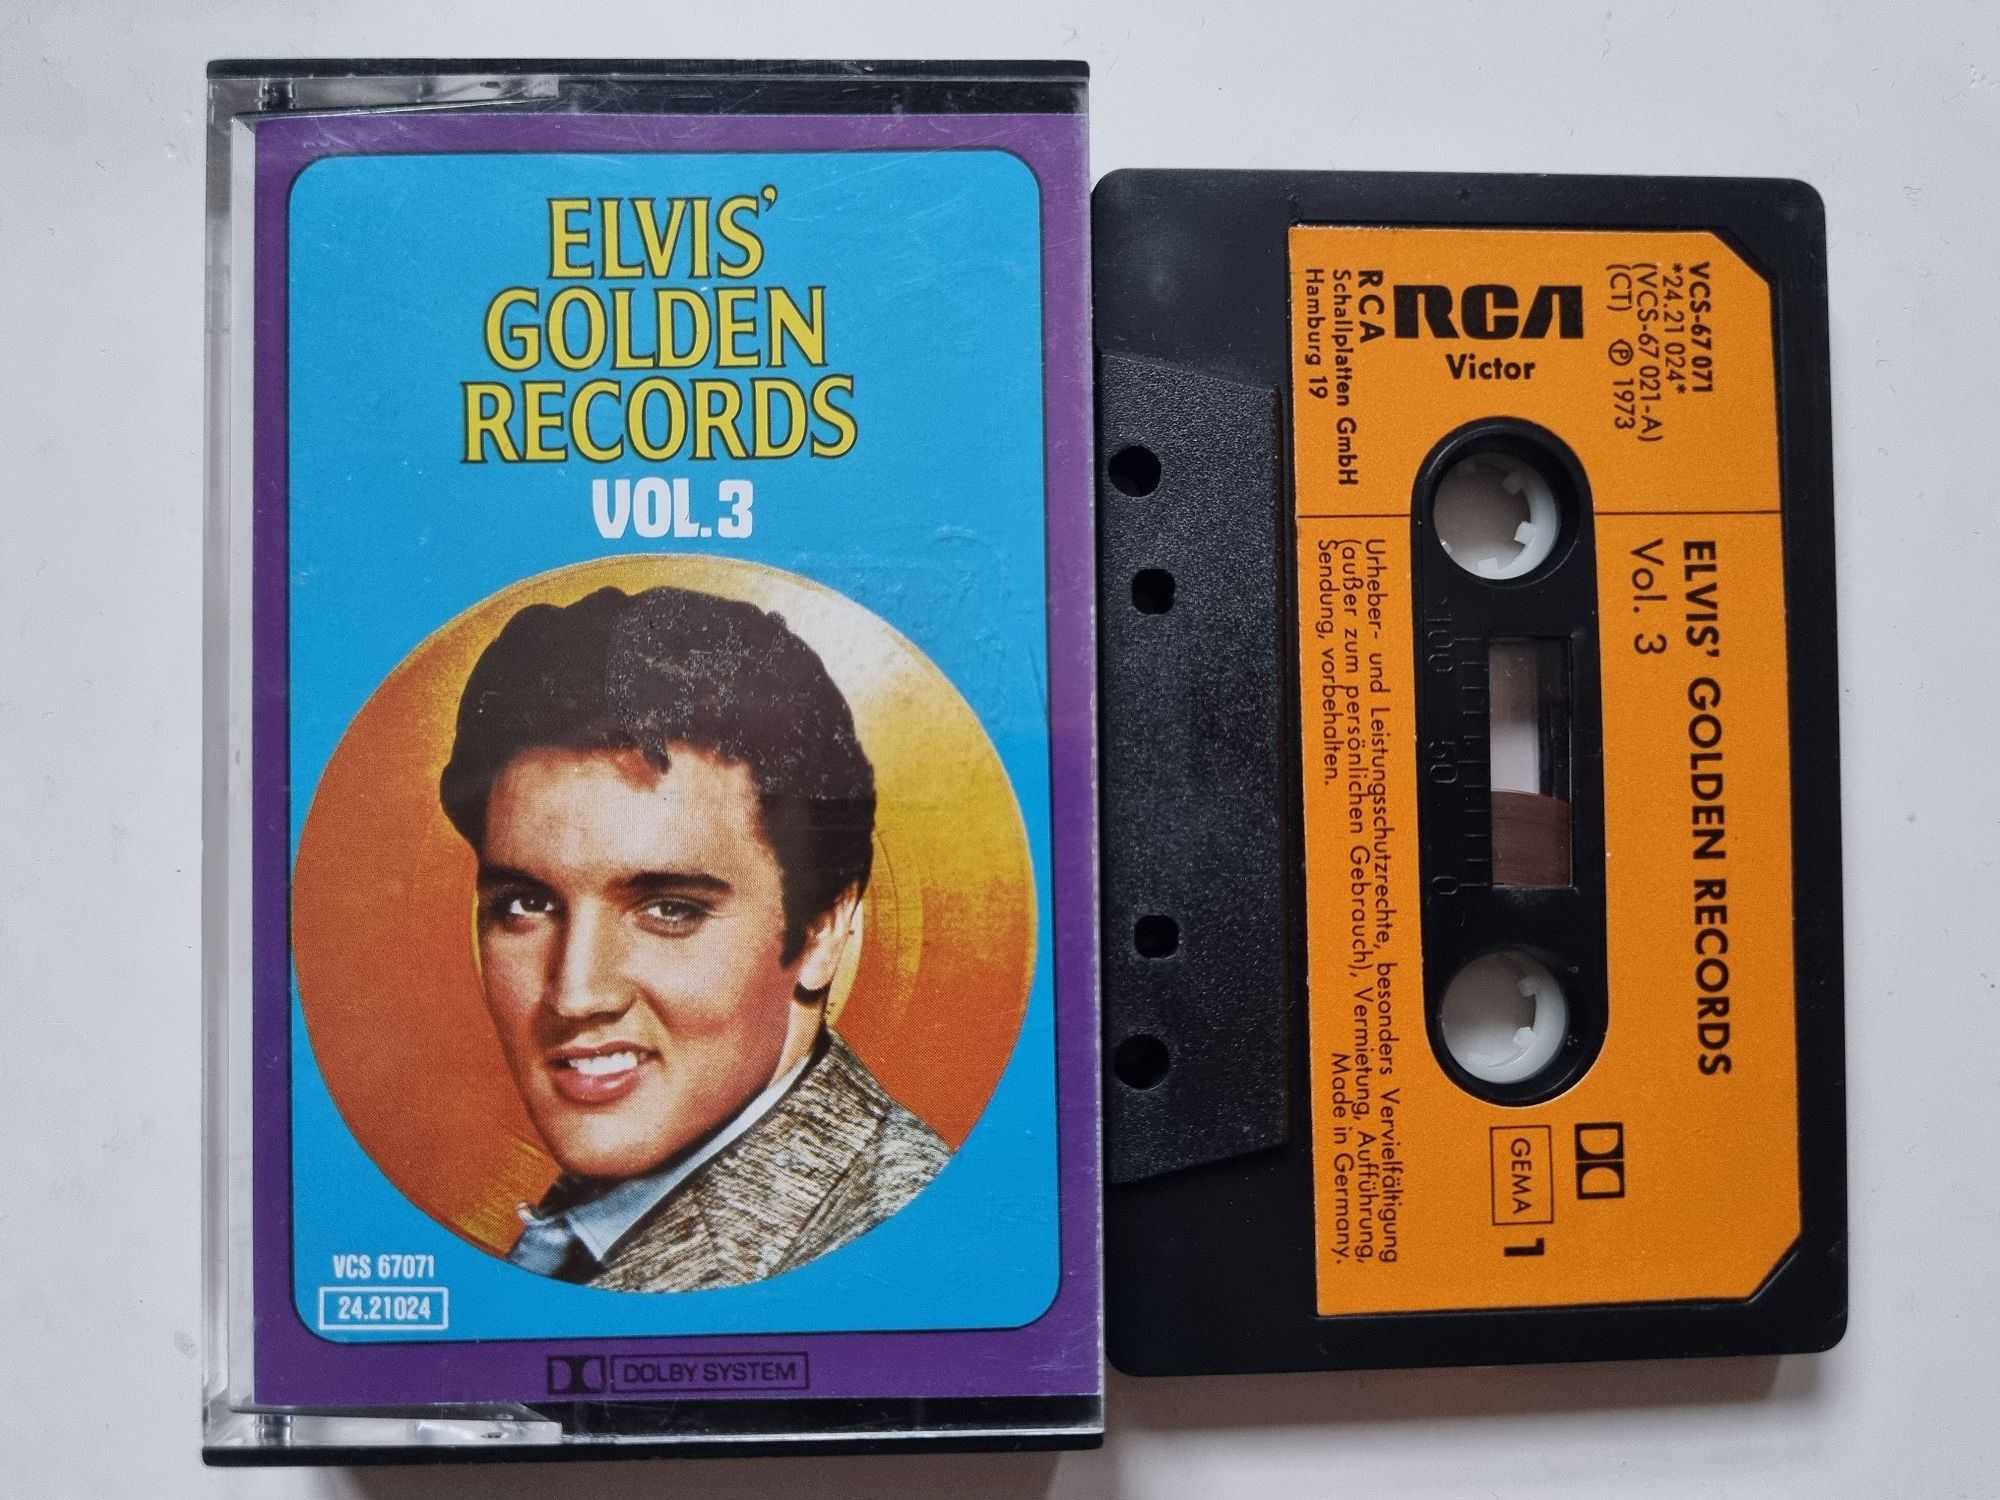 ELVIS'
GOLDEN
RECORDS
VOL.3
VCS 67071
24.21024
DOLBY SYSTEM
RCA
Victor
RCA
Schallplatten GmbH
Hamburg 19
VCS-67 071
*24.21 024*
(VCS-67 021-A)
(CT) ℗ 1973
ELVIS' GOLDEN RECORDS
Vol. 3
100 50 0
GEMA
1
Urheber- und Leistungsschutzrechte, besonders Vervielfältigung
(außer zum persönlichen Gebrauch), Vermietung, Aufführung,
Sendung, vorbehalten. Made in Germany.